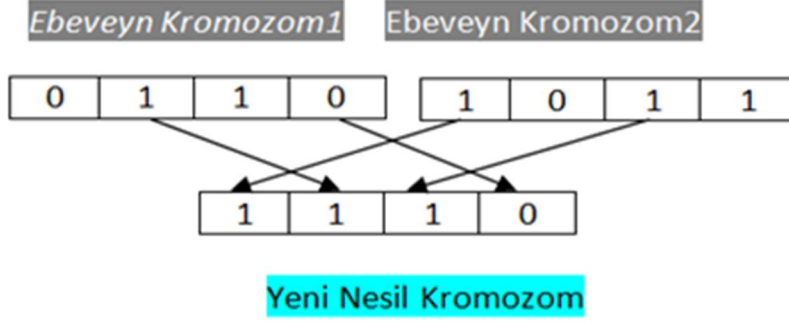 Ebeveyn Kromozom1 Ebeveyn Kromozom2
0 1 1 0 1 0 1 1
1 1 1 0
Yeni Nesil Kromozom